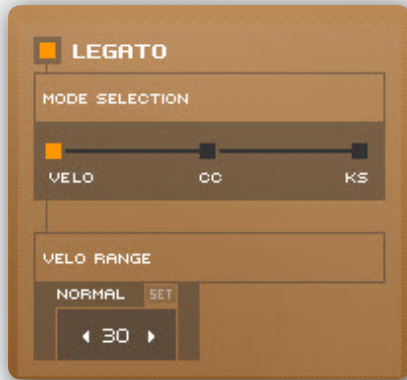 LEGATO
MODE SELECTION
VELO CC KS
VELO RANGE
NORMAL SET
30